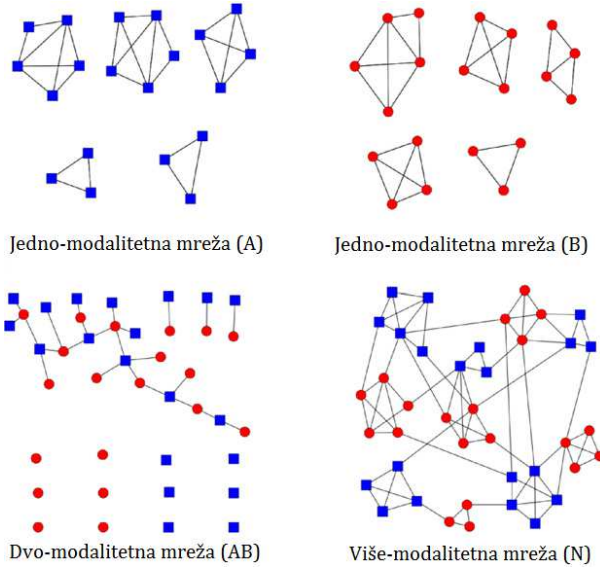 Jedno-modalitetna mreža (A)
Jedno-modalitetna mreža (B)
Dvo-modalitetna mreža (AB)
Više-modalitetna mreža (N)